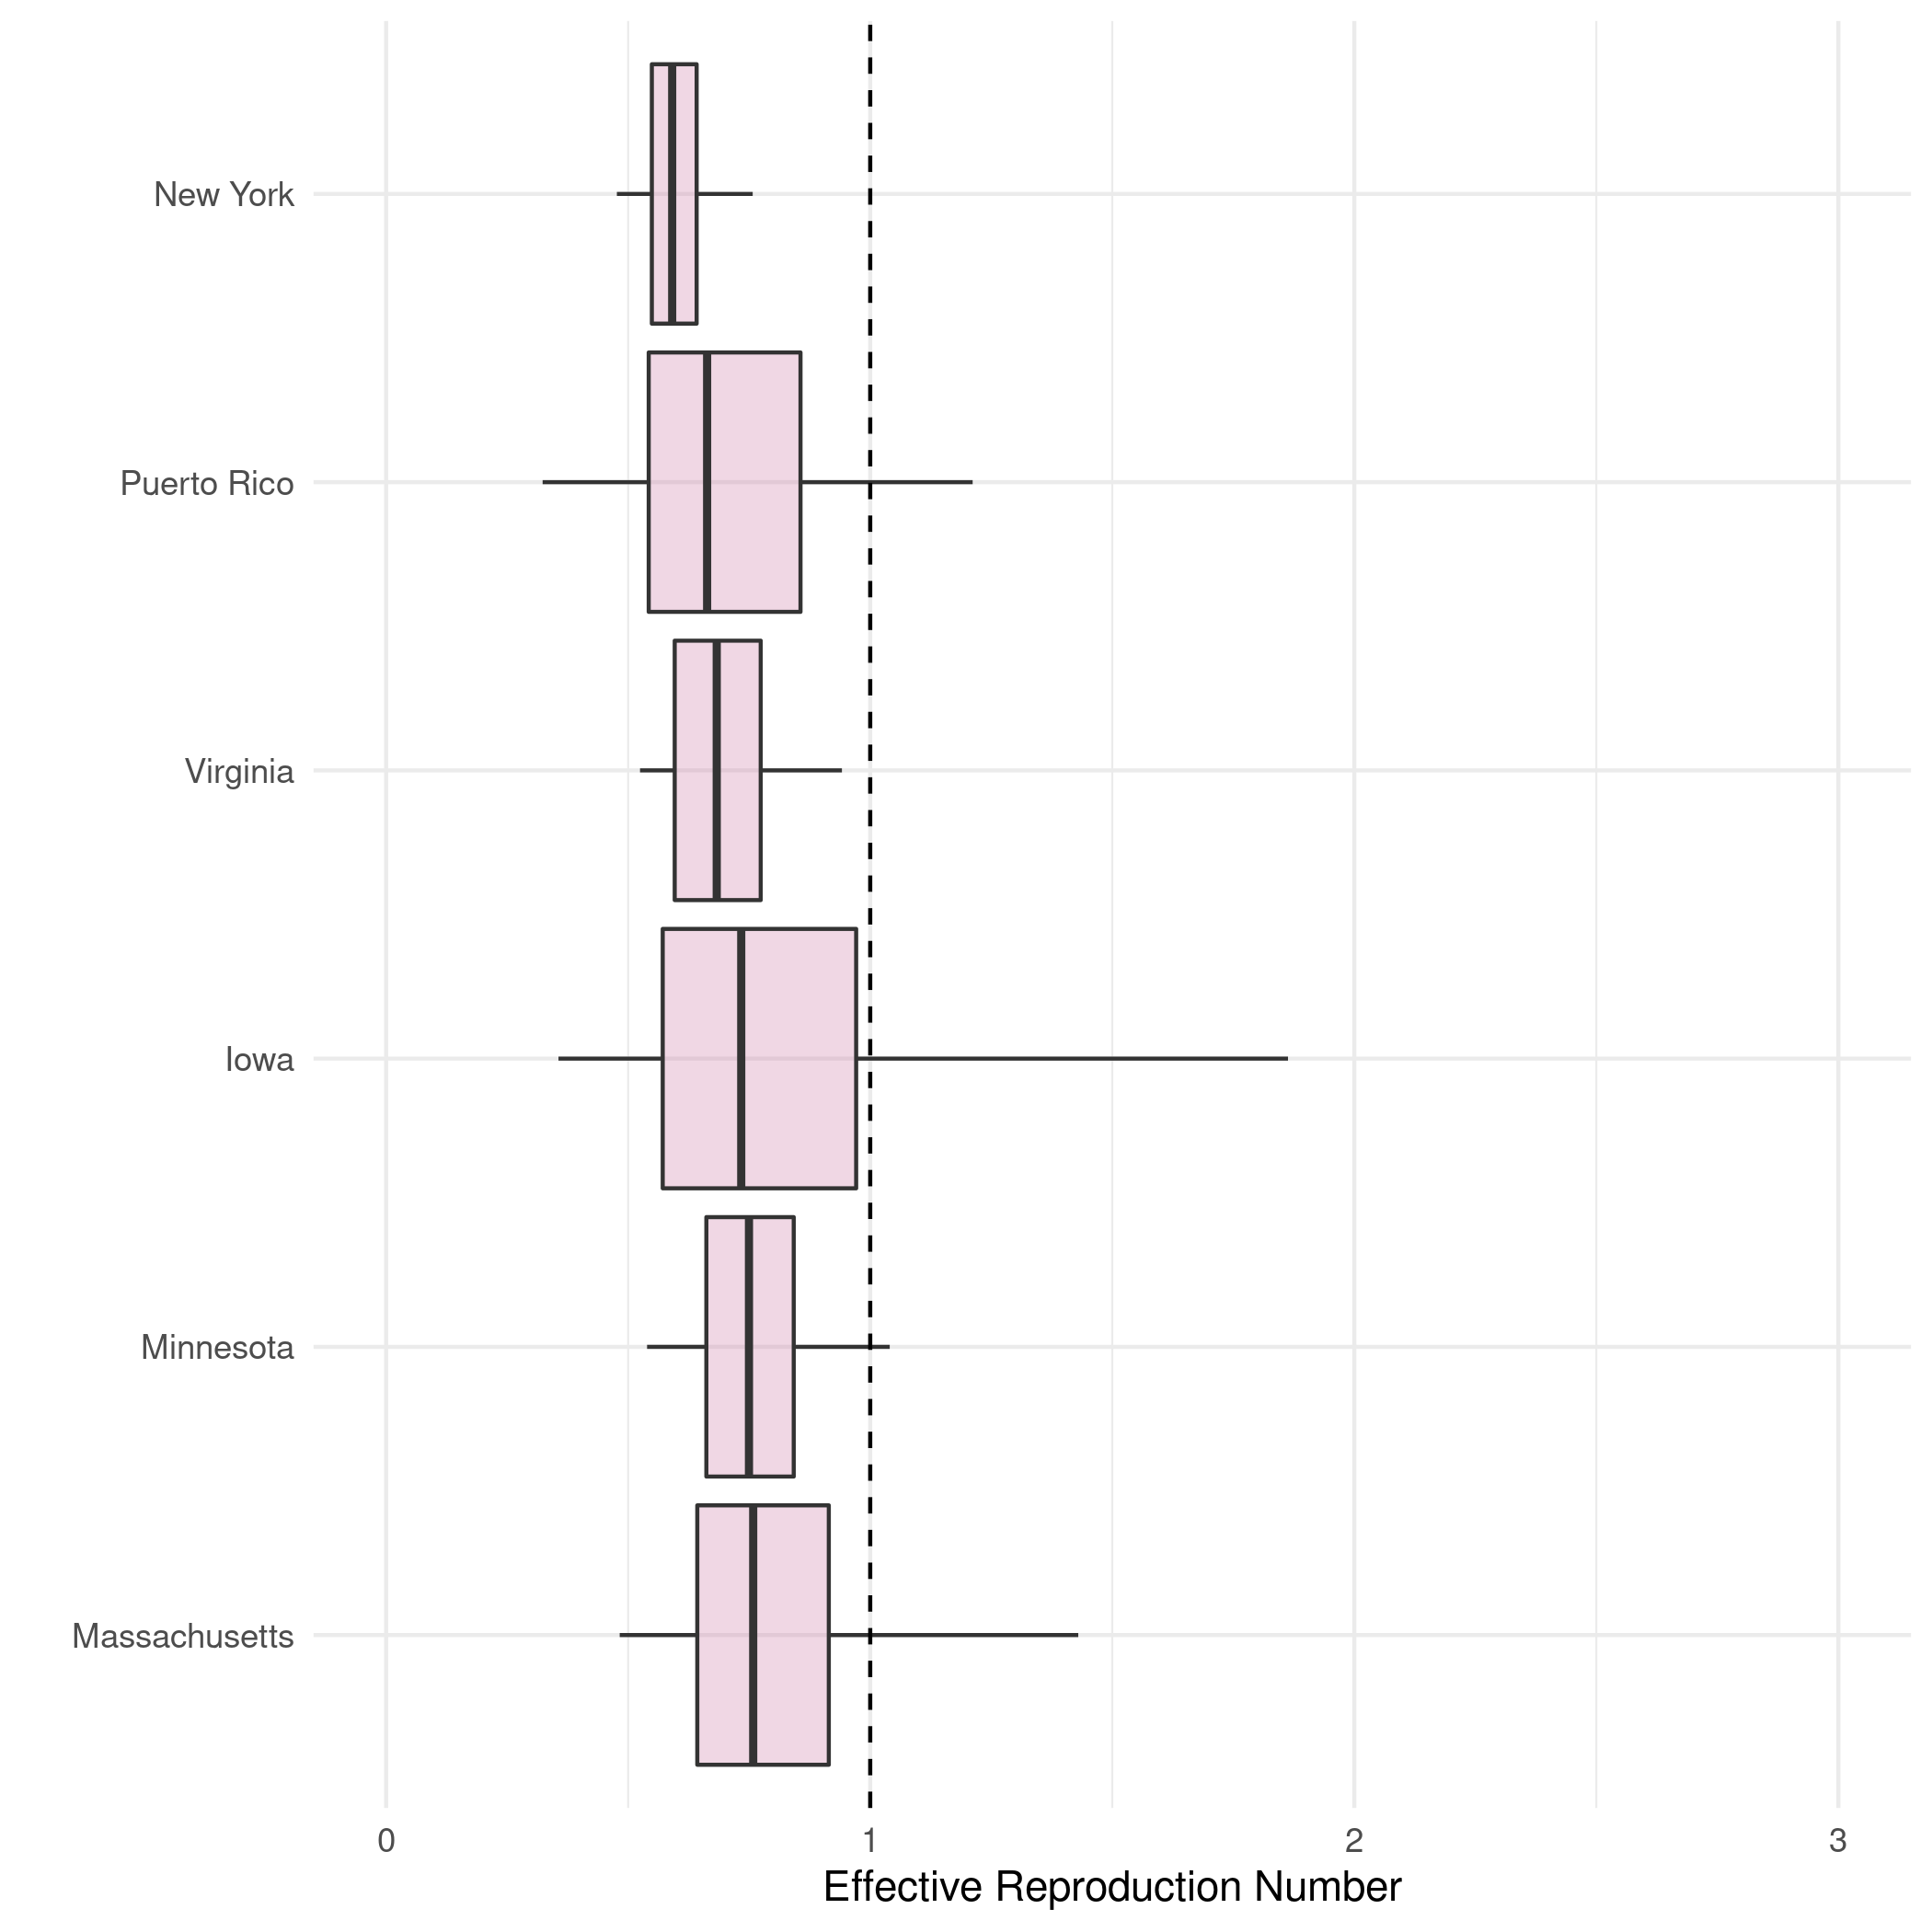 New York
Puerto Rico
Virginia
Iowa
Minnesota
Massachusetts
0 1 2 3
Effective Reproduction Number